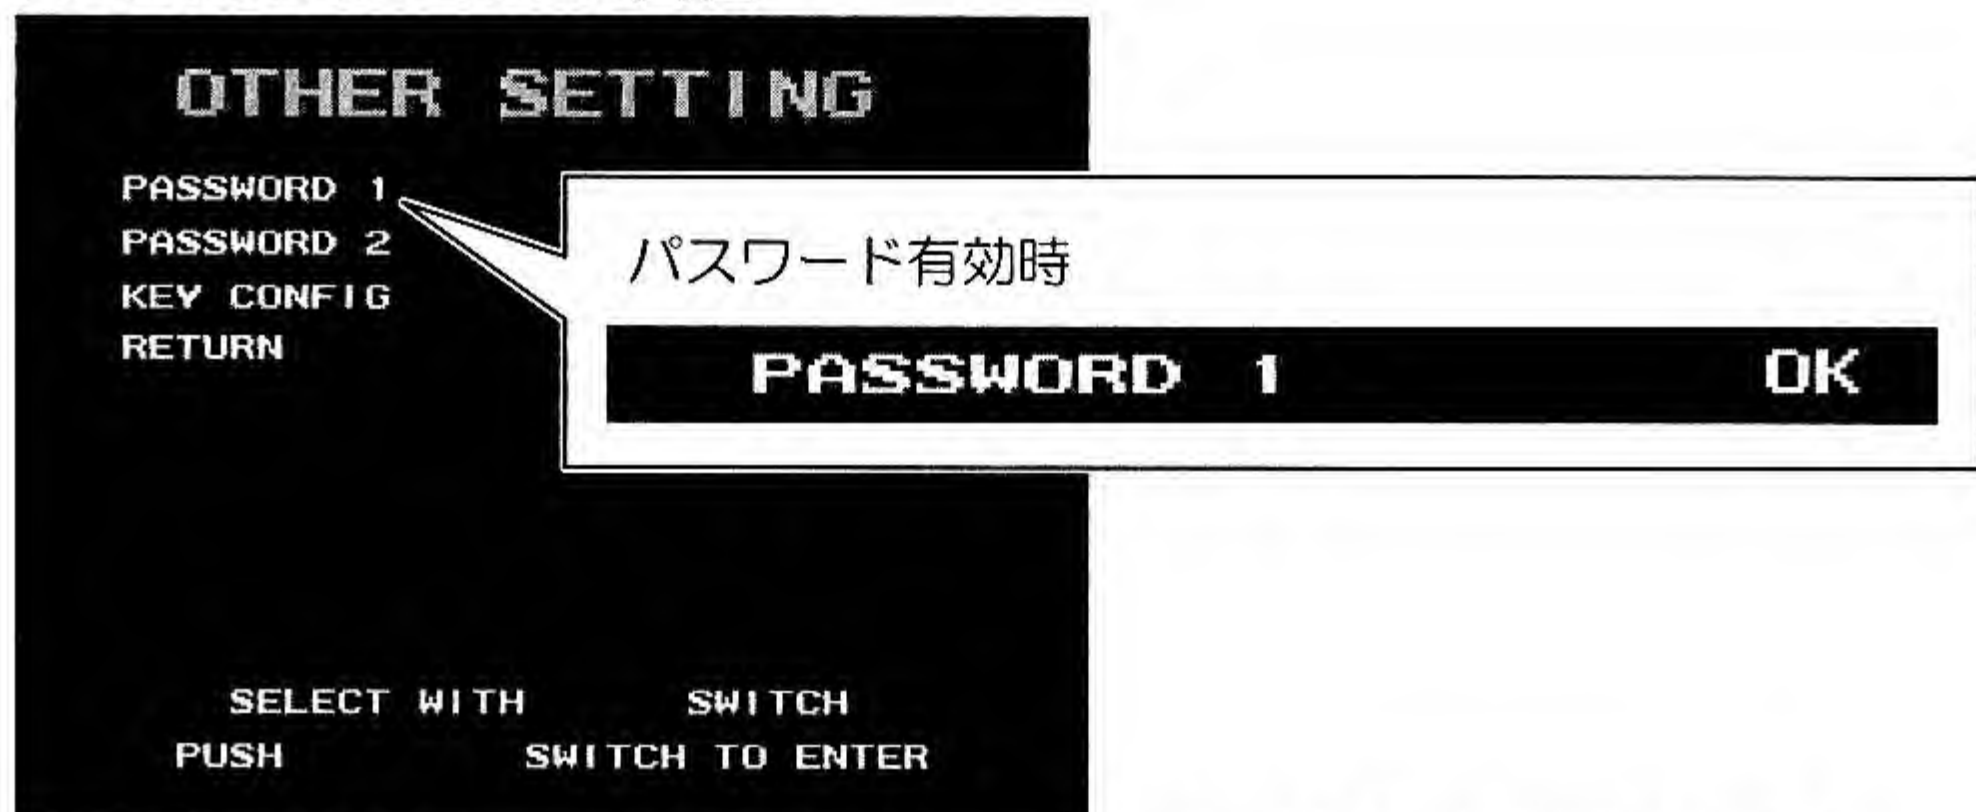 OTHER SETTING
PASSWORD 1
PASSWORD 2
KEY CONFIG
RETURN
パスワード有効時
PASSWORD 1 OK
SELECT WITH SWITCH
PUSH SWITCH TO ENTER